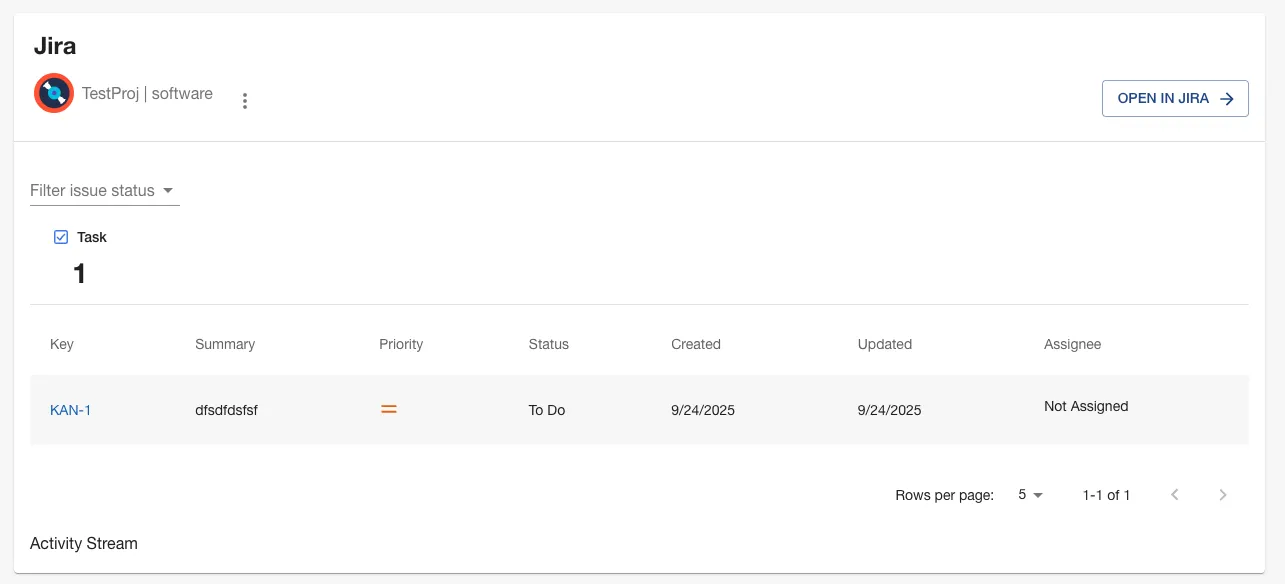 Jira
TestProj | software
OPEN IN JIRA
Filter issue status
Task
1
Key Summary Priority Status Created Updated Assignee
KAN-1 dfsdfdsfsf To Do 9/24/2025 9/24/2025 Not Assigned
Rows per page: 5 1-1 of 1
Activity Stream